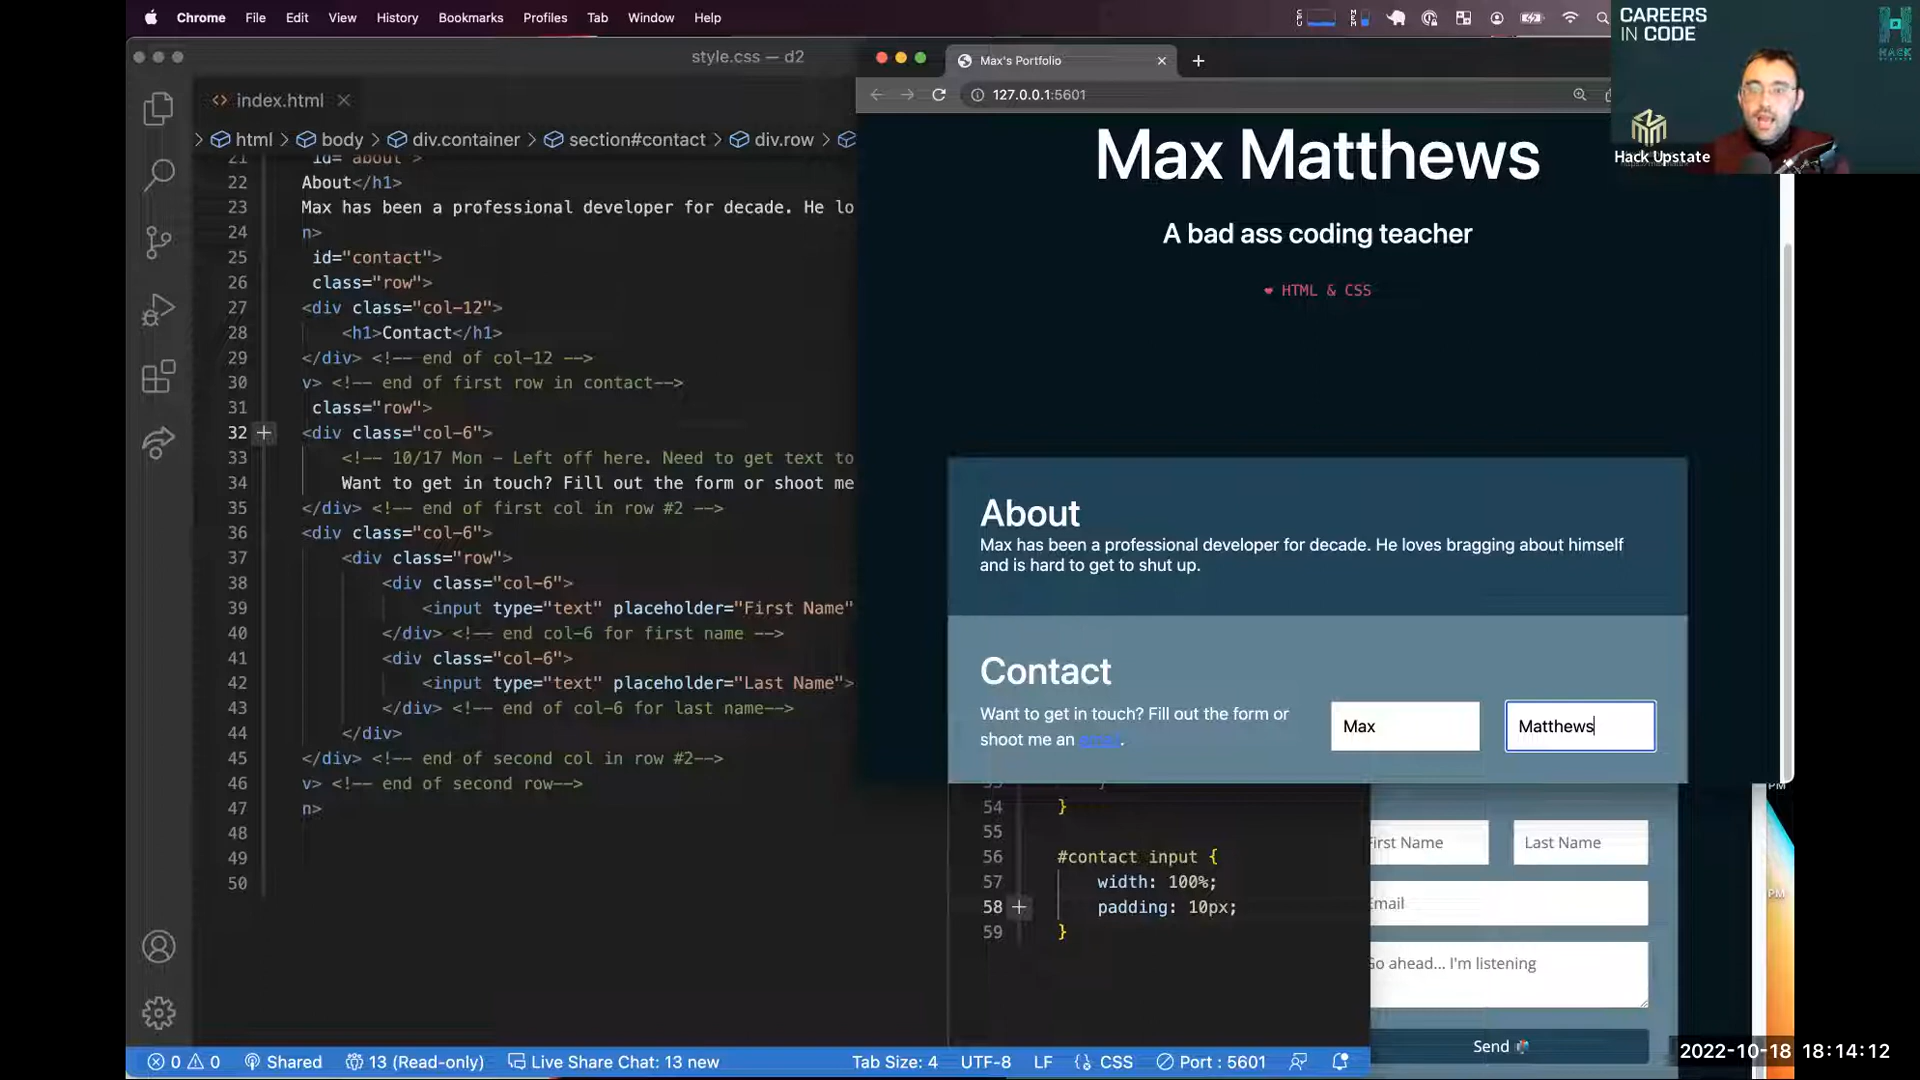 Chrome File Edit View History Bookmarks Profiles Tab Window Help
CAREERS
IN CODE
HACK
Hack Upstate
style.css — d2
Max's Portfolio
127.0.0.1:5601
index.html
html > body > div.container > section#contact > div.row >
21 id="about">
22 About</h1>
23 Max has been a professional developer for decade. He lo
24 n>
25 id="contact">
26 class="row">
27 <div class="col-12">
28 <h1>Contact</h1>
29 </div> <!-- end of col-12 -->
30 v> <!-- end of first row in contact-->
31 class="row">
32 <div class="col-6">
33 <!-- 10/17 Mon - Left off here. Need to get text to
34 Want to get in touch? Fill out the form or shoot me
35 </div> <!-- end of first col in row #2 -->
36 <div class="col-6">
37 <div class="row">
38 <div class="col-6">
39 <input type="text" placeholder="First Name"
40 </div> <!-- end col-6 for first name -->
41 <div class="col-6">
42 <input type="text" placeholder="Last Name">
43 </div> <!-- end of col-6 for last name-->
44 </div>
45 </div> <!-- end of second col in row #2-->
46 v> <!-- end of second row-->
47 n>
48
49
50
Max Matthews
A bad ass coding teacher
❤ HTML & CSS
About
Max has been a professional developer for decade. He loves bragging about himself
and is hard to get to shut up.
Contact
Want to get in touch? Fill out the form or
shoot me an email.
Max
Matthews
54 }
55
56 #contact input {
57 width: 100%;
58 padding: 10px;
59 }
First Name
Last Name
Email
Go ahead... I'm listening
Send
PM
PM
0 0 Shared 13 (Read-only) Live Share Chat: 13 new Tab Size: 4 UTF-8 LF {} CSS Port : 5601
2022-10-18 18:14:12